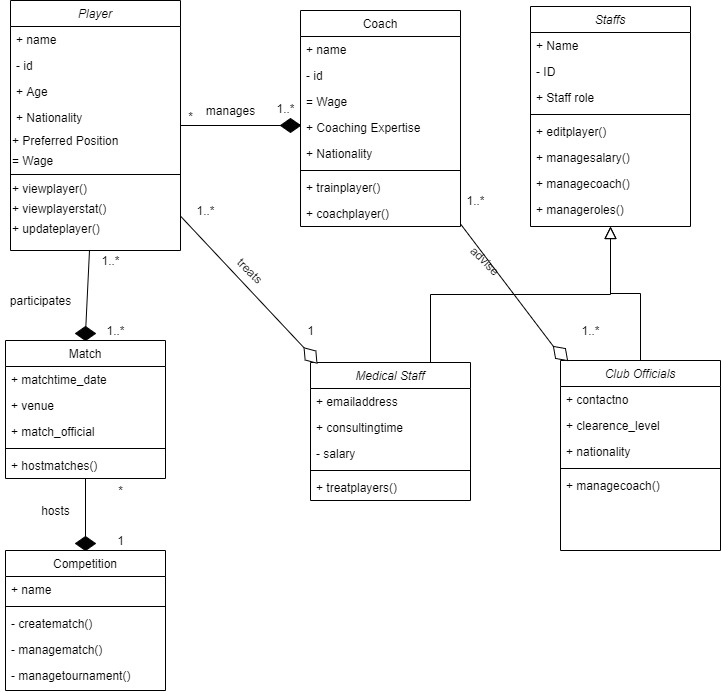 Player
+ name
- id
+ Age
+ Nationality
+ Preferred Position
= Wage
+ viewplayer()
+ viewplayerstat()
+ updateplayer()
* manages 1..*
Coach
+ name
- id
= Wage
+ Coaching Expertise
+ Nationality
+ trainplayer()
+ coachplayer()
Staffs
+ Name
- ID
+ Staff role
+ editplayer()
+ managesalary()
+ managecoach()
+ manageroles()
1..*
treats
1
1..*
advise
1..*
1..*
participates
1..*
Match
+ matchtime_date
+ venue
+ match_official
+ hostmatches()
*
hosts
1
Competition
+ name
- creatematch()
- managematch()
- managetournament()
Medical Staff
+ emailaddress
+ consultingtime
- salary
+ treatplayers()
Club Officials
+ contactno
+ clearence_level
+ nationality
+ managecoach()